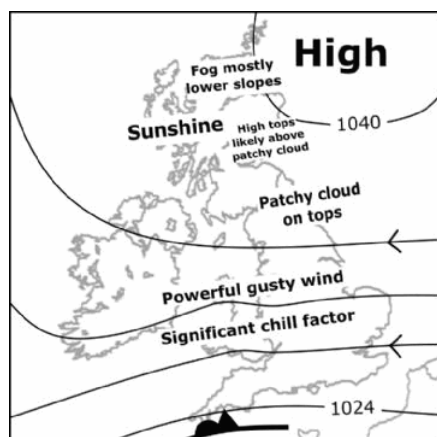 High
Fog mostly
lower slopes
Sunshine
High tops
likely above
patchy cloud
1040
Patchy cloud
on tops
Powerful gusty wind
Significant chill factor
1024